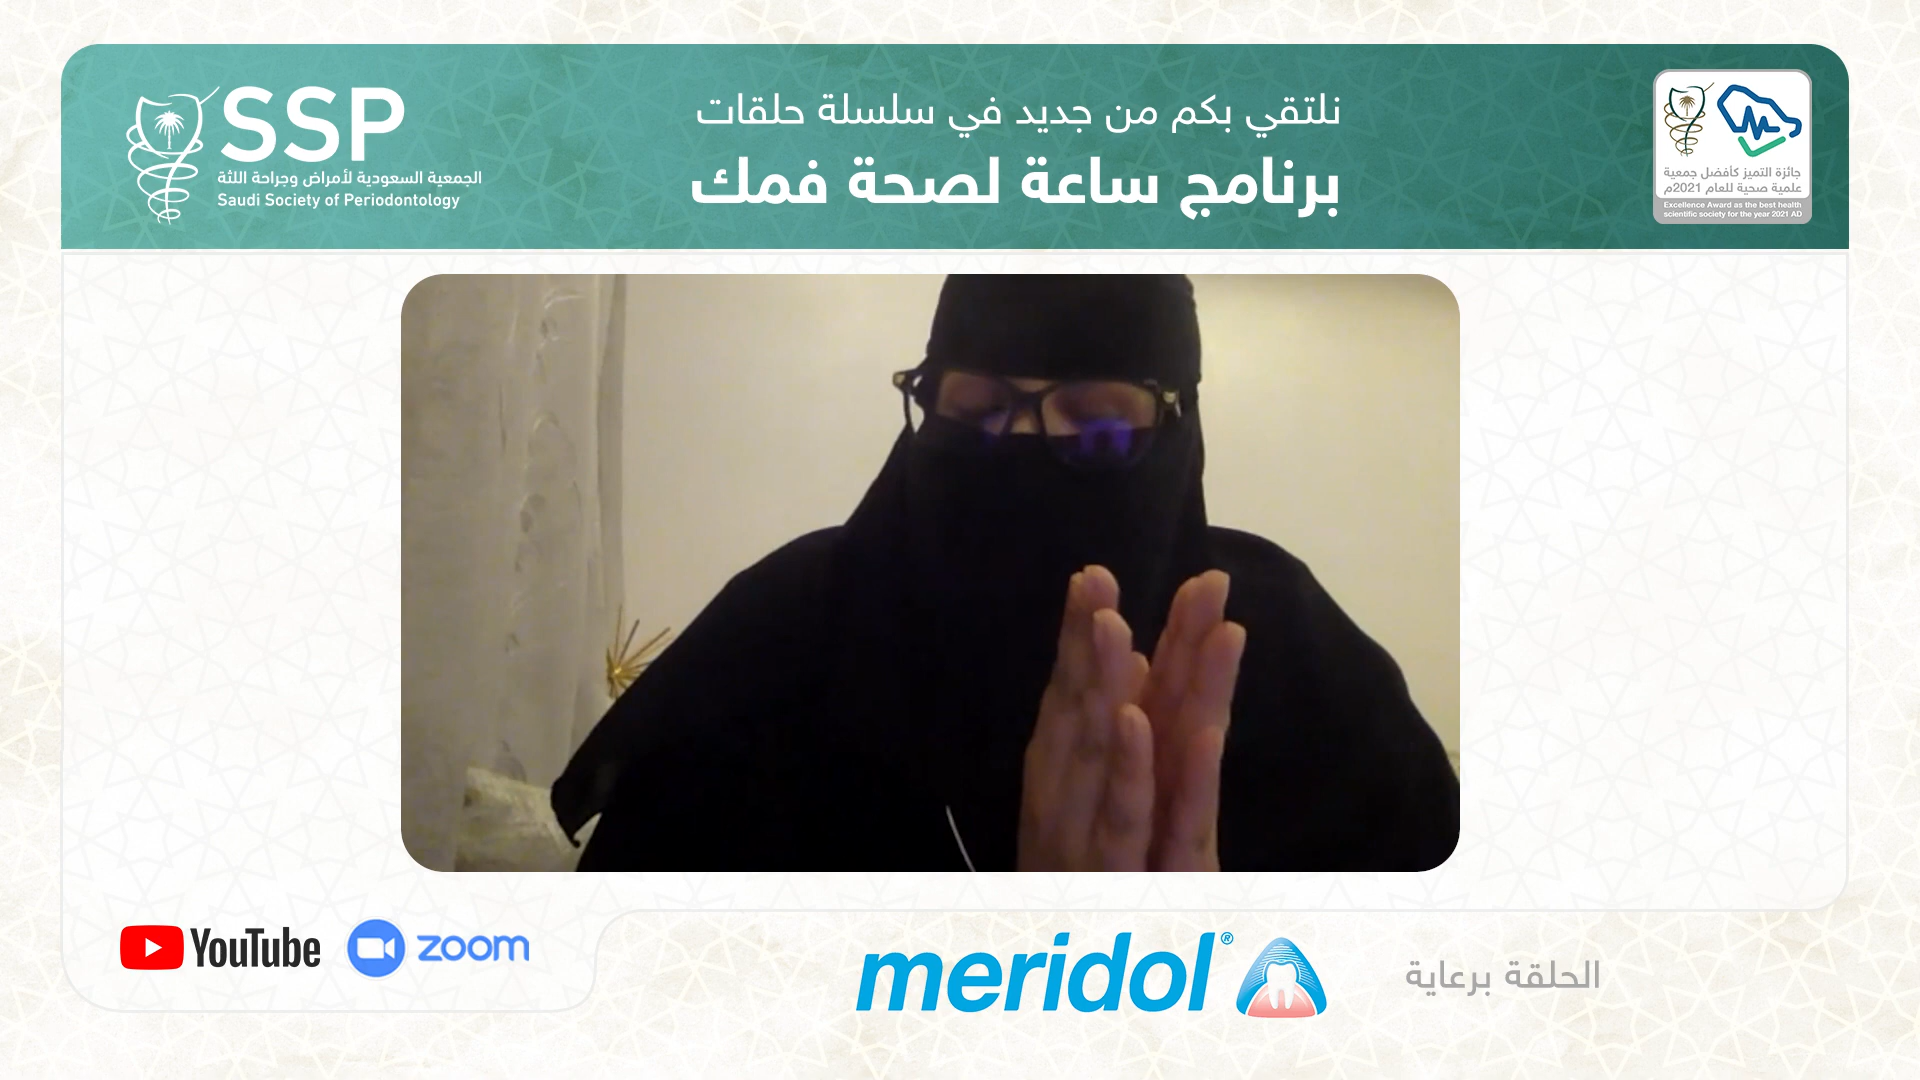 SSP
الجمعية السعودية لأمراض وجراحة اللثة
Saudi Society of Periodontology
نلتقي بكم من جديد في سلسلة حلقات
برنامج ساعة لصحة فمك
جائزة التميز كأفضل جمعية
علمية صحية للعام 2021م
Excellence Award as the best health
scientific society for the year 2021 AD
YouTube
zoom
meridol®
الحلقة برعاية